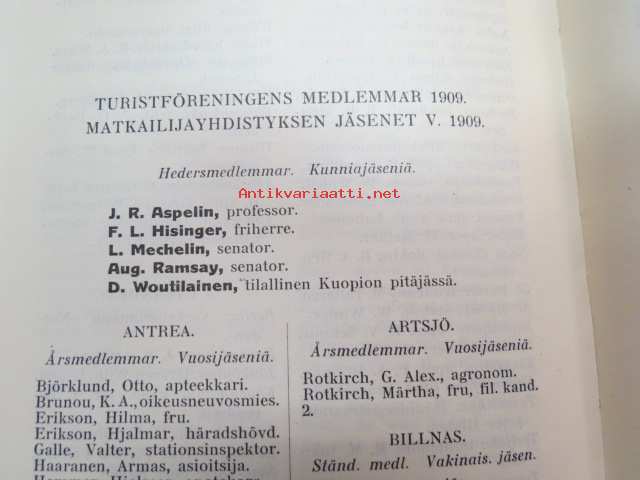 TURISTFÖRENINGENS MEDLEMMAR 1909.
MATKAILIJAYHDISTYKSEN JÄSENET V. 1909.
Hedersmedlemmar. Kunniajäseniä.
Antikvariaatti.net
J. R. Aspelin, professor.
F. L. Hisinger, friherre.
L. Mechelin, senator.
Aug. Ramsay, senator.
D. Woutilainen, tilallinen Kuopion pitäjässä.
ANTREA.
Årsmedlemmar. Vuosijäseniä.
Björklund, Otto, apteekkari.
Brunou, K. A., oikeusneuvosmies.
Erikson, Hilma, fru.
Erikson, Hjalmar, häradshövd.
Galle, Valter, stationsinspektor.
Haaranen, Armas, asioitsija.
ARTSJÖ.
Årsmedlemmar. Vuosijäseniä.
Rotkirch, G. Alex., agronom.
Rotkirch, Märtha, fru, fil. kand.
2.
BILLNAS.
Ständ. medl. Vakinais. jäsen.